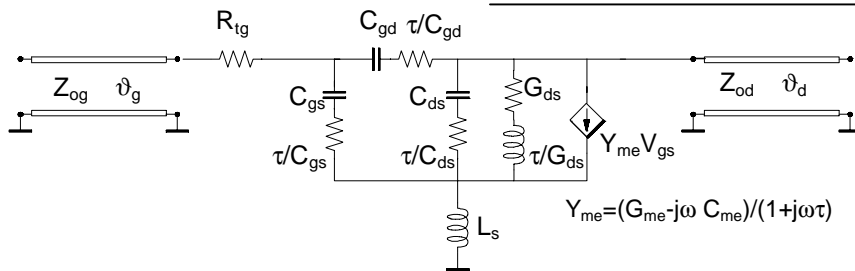 R_tg
C_gd
τ/C_gd
Z_og ϑ_g
C_gs
C_ds
G_ds
Z_od ϑ_d
τ/C_gs
τ/C_ds
τ/G_ds
Y_meV_gs
L_s
Y_me=(G_me-jω C_me)/(1+jωτ)